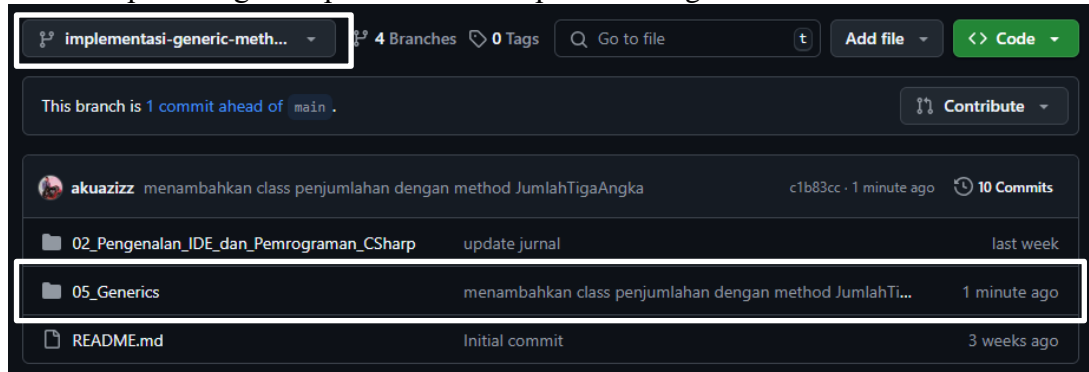 implementasi-generic-meth... 4 Branches 0 Tags Go to file t Add file <> Code
This branch is 1 commit ahead of main .
Contribute
akuazizz menambahkan class penjumlahan dengan method JumlahTigaAngka c1b83cc · 1 minute ago 10 Commits
02_Pengenalan_IDE_dan_Pemrograman_CSharp update jurnal last week
05_Generics menambahkan class penjumlahan dengan method JumlahTi... 1 minute ago
README.md Initial commit 3 weeks ago